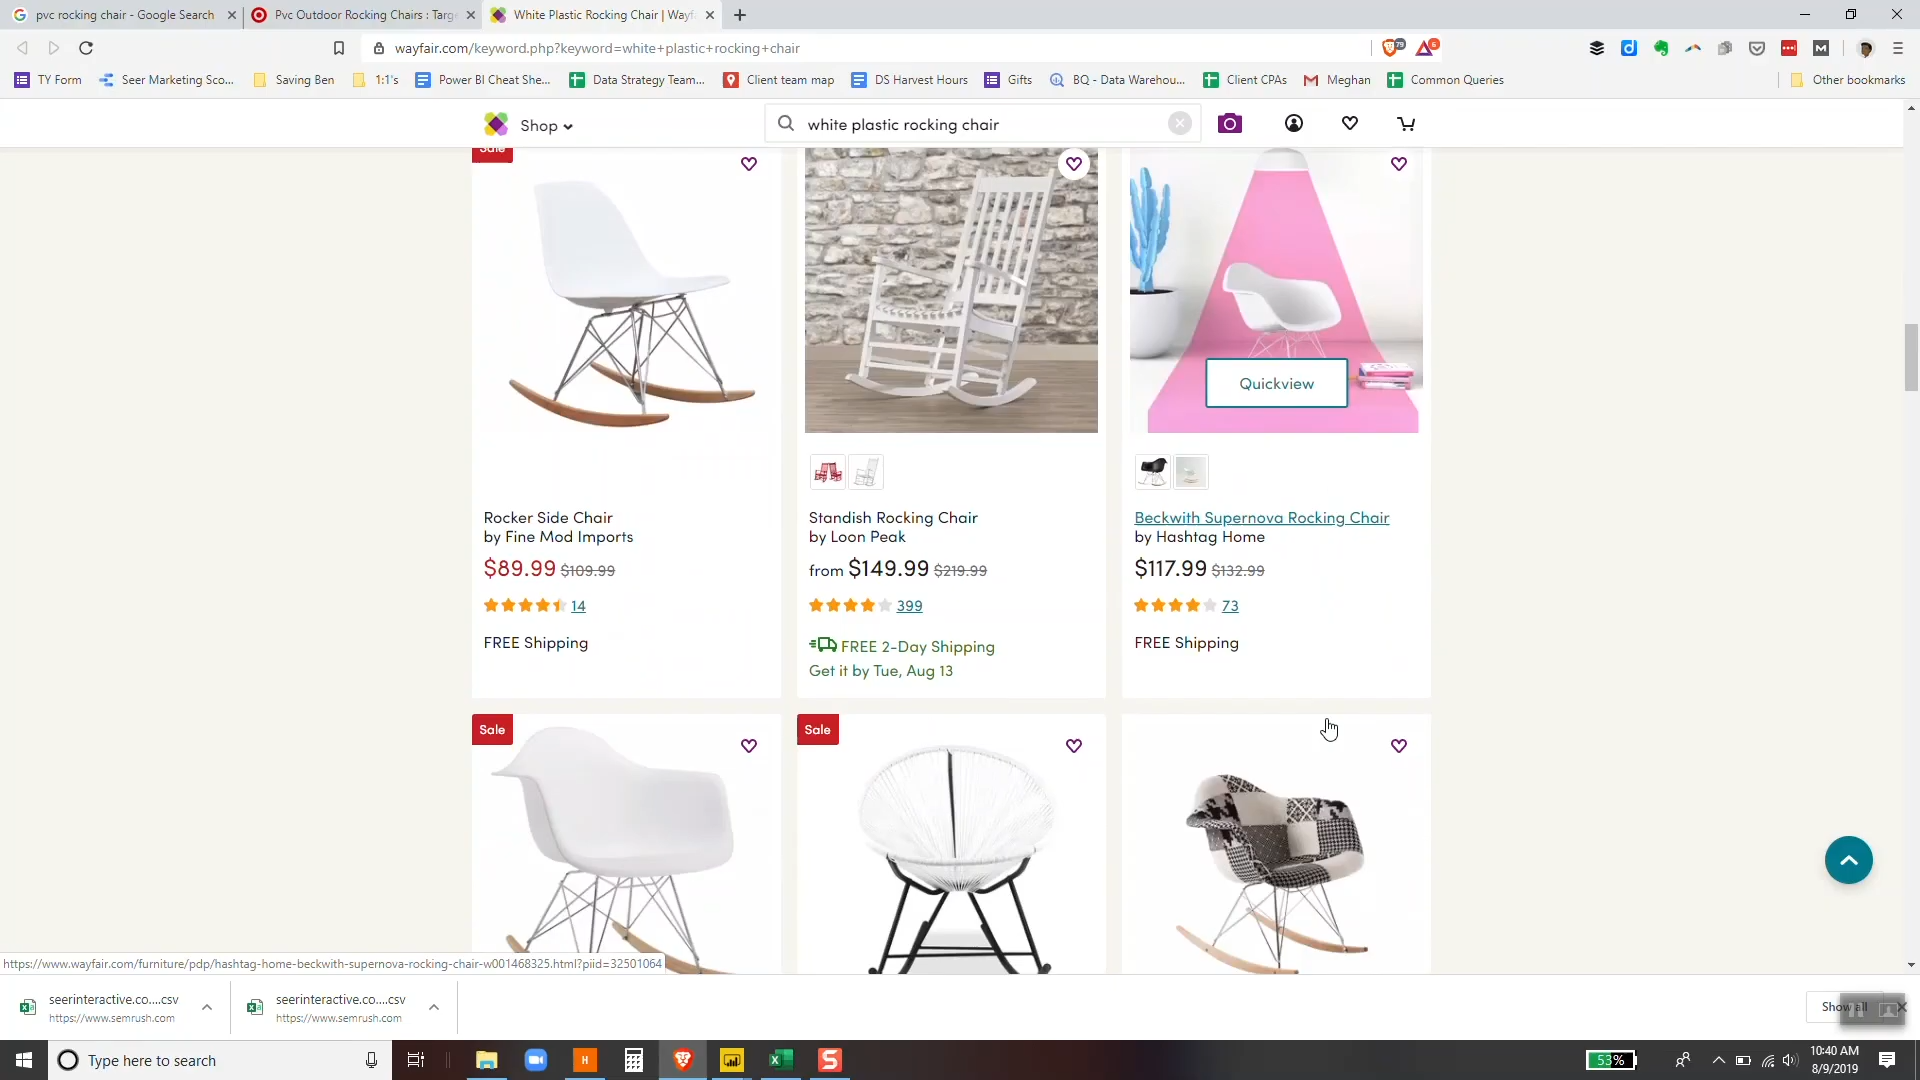 pvc rocking chair - Google Search
Pvc Outdoor Rocking Chairs : Targe
White Plastic Rocking Chair | Wayf
wayfair.com/keyword.php?keyword=white+plastic+rocking+chair
TY Form
Seer Marketing Sco...
Saving Ben
1:1's
Power BI Cheat She...
Data Strategy Team...
Client team map
DS Harvest Hours
Gifts
BQ - Data Warehou...
Client CPAs
Meghan
Common Queries
Other bookmarks
Shop
white plastic rocking chair
Sale
Quickview
Rocker Side Chair
by Fine Mod Imports
$89.99 $109.99
14
FREE Shipping
Standish Rocking Chair
by Loon Peak
from $149.99 $219.99
399
FREE 2-Day Shipping
Get it by Tue, Aug 13
Beckwith Supernova Rocking Chair
by Hashtag Home
$117.99 $132.99
73
FREE Shipping
Sale
Sale
https://www.wayfair.com/furniture/pdp/hashtag-home-beckwith-supernova-rocking-chair-w001468325.html?piid=32501064
seerinteractive.co....csv
https://www.semrush.com
seerinteractive.co....csv
https://www.semrush.com
Show all
Type here to search
53%
10:40 AM
8/9/2019